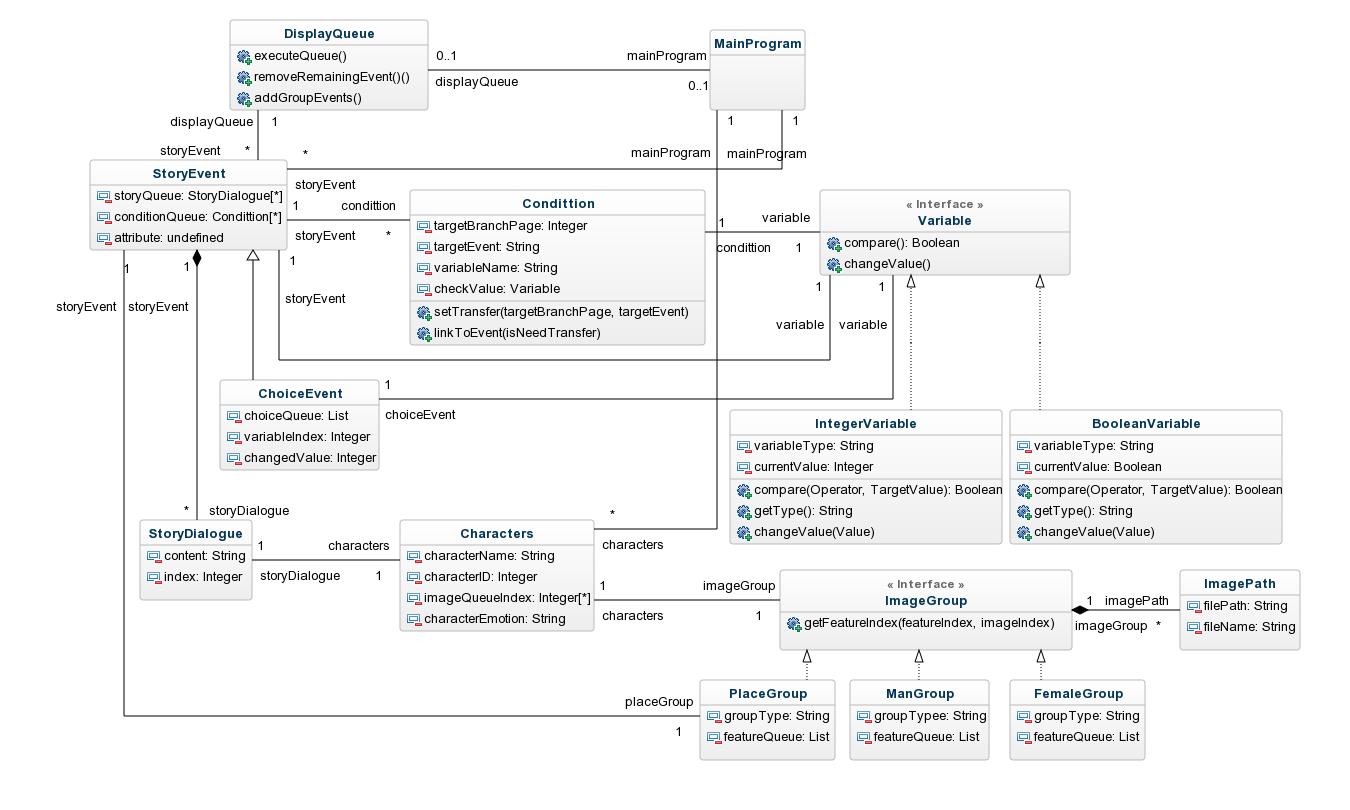 DisplayQueue
executeQueue()
removeRemainingEvent()()
addGroupEvents()
0..1
mainProgram
displayQueue
0..1
MainProgram
displayQueue
1
storyEvent
*
*
storyEvent
mainProgram
1
1
mainProgram
StoryEvent
storyQueue: StoryDialogue[*]
conditionQueue: Condittion[*]
attribute: undefined
1
condittion
storyEvent
*
Condittion
targetBranchPage: Integer
targetEvent: String
variableName: String
checkValue: Variable
setTransfer(targetBranchPage, targetEvent)
linkToEvent(isNeedTransfer)
1
variable
condittion
1
« Interface »
Variable
compare(): Boolean
changeValue()
1
storyEvent
1
storyEvent
1
storyEvent
1
variable
1
variable
ChoiceEvent
choiceQueue: List
variableIndex: Integer
changedValue: Integer
1
choiceEvent
IntegerVariable
variableType: String
currentValue: Integer
compare(Operator, TargetValue): Boolean
getType(): String
changeValue(Value)
BooleanVariable
variableType: String
currentValue: Boolean
compare(Operator, TargetValue): Boolean
getType(): String
changeValue(Value)
*
storyDialogue
StoryDialogue
content: String
index: Integer
1
characters
storyDialogue
1
Characters
characterName: String
characterID: Integer
imageQueueIndex: Integer[*]
characterEmotion: String
*
characters
1
imageGroup
characters
1
« Interface »
ImageGroup
getFeatureIndex(featureIndex, imageIndex)
1
imagePath
imageGroup
*
ImagePath
filePath: String
fileName: String
placeGroup
1
PlaceGroup
groupType: String
featureQueue: List
ManGroup
groupTypee: String
featureQueue: List
FemaleGroup
groupType: String
featureQueue: List